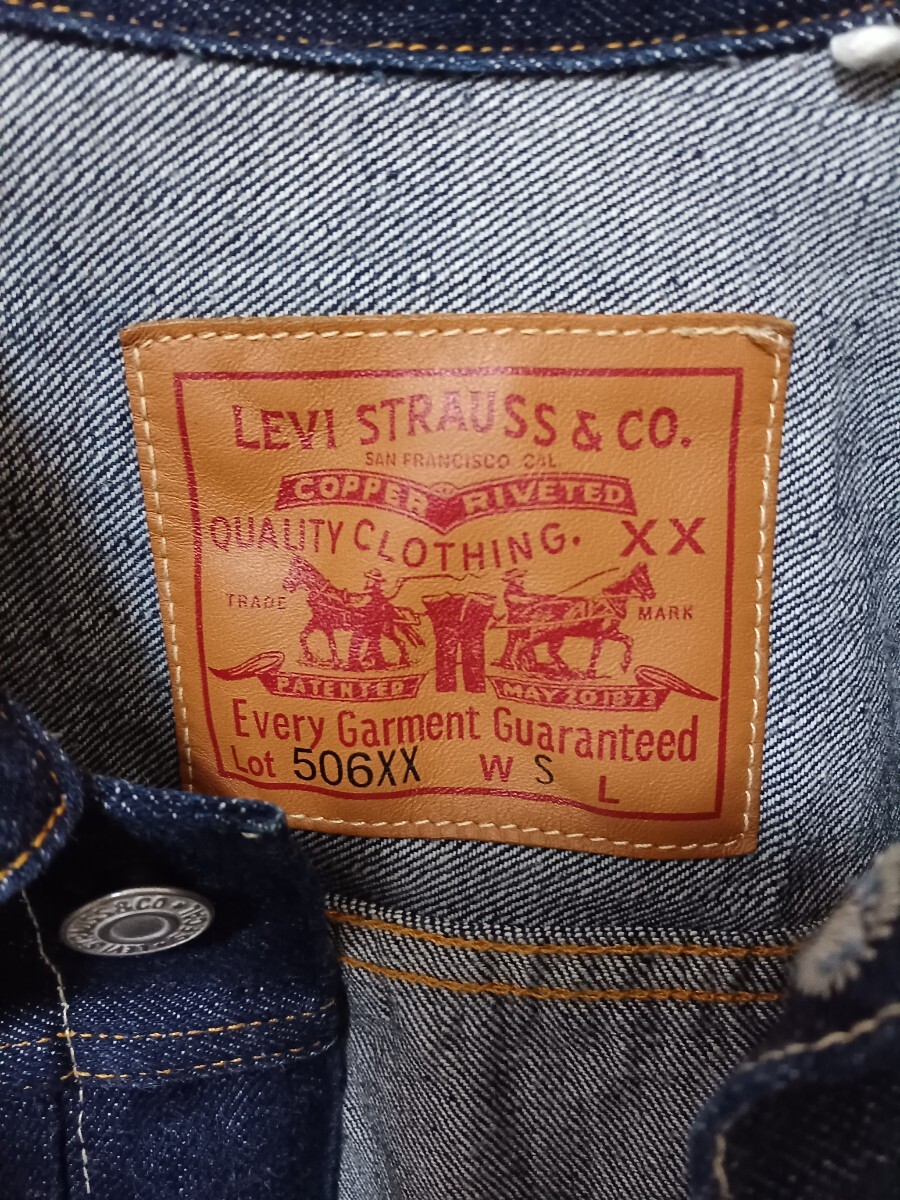 LEVI STRAUSS & CO.
SAN FRANCISCO CAL
COPPER RIVETED
QUALITY CLOTHING. XX
TRADE MARK
PATENTED MAY 20 1873
Every Garment Guaranteed
Lot 506XX W S L